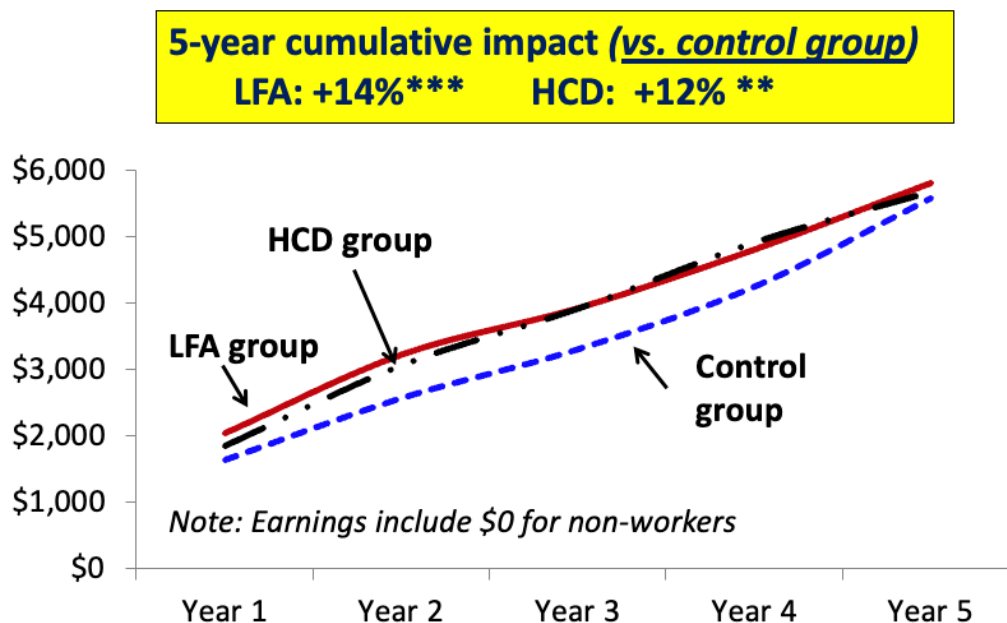 5-year cumulative impact (vs. control group)
LFA: +14%*** HCD: +12% **
$6,000
$5,000
$4,000
$3,000
$2,000
$1,000
$0
HCD group
LFA group
Control
group
Note: Earnings include $0 for non-workers
Year 1 Year 2 Year 3 Year 4 Year 5